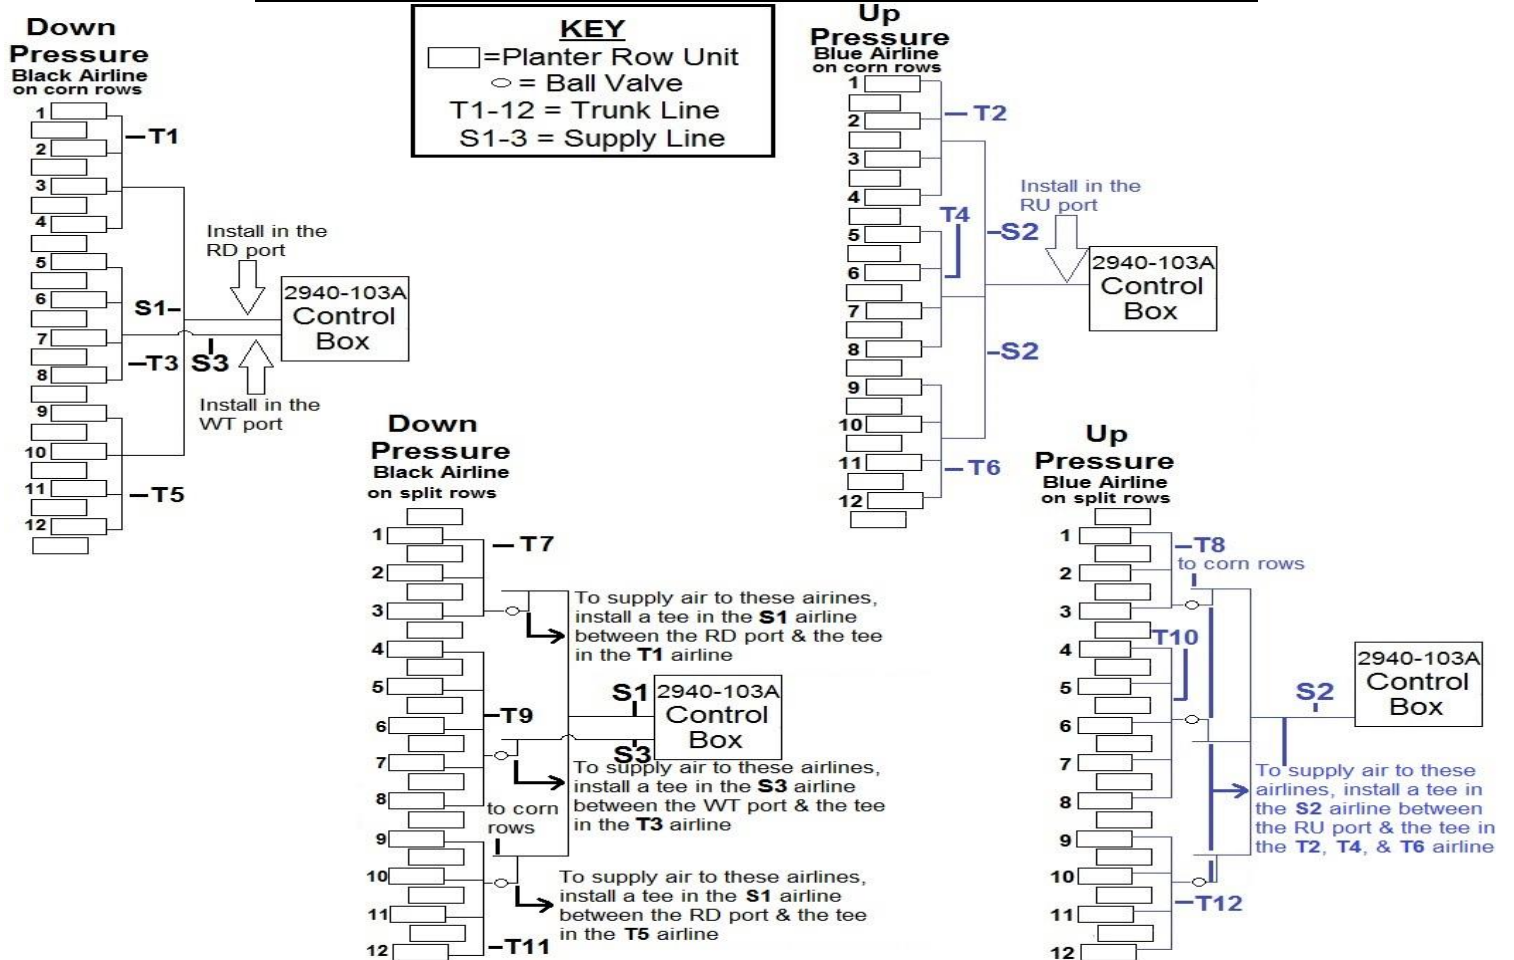 Down
Pressure
Black Airline
on corn rows
1
2
3
4
5
6
7
8
9
10
11
12
T1
T3
T5
S1
S3
Install in the
RD port
2940-103A
Control
Box
Install in the
WT port
KEY
=Planter Row Unit
= Ball Valve
T1-12 = Trunk Line
S1-3 = Supply Line
Up
Pressure
Blue Airline
on corn rows
1
2
3
4
5
6
7
8
9
10
11
12
T2
T4
T6
S2
S2
Install in the
RU port
2940-103A
Control
Box
Down
Pressure
Black Airline
on split rows
1
2
3
4
5
6
7
8
9
10
11
12
T7
T9
T11
to corn
rows
To supply air to these airines,
install a tee in the S1 airline
between the RD port & the tee
in the T1 airline
S1
S3
2940-103A
Control
Box
To supply air to these airlines,
install a tee in the S3 airline
between the WT port & the tee
in the T3 airline
To supply air to these airlines,
install a tee in the S1 airline
between the RD port & the tee
in the T5 airline
Up
Pressure
Blue Airline
on split rows
1
2
3
4
5
6
7
8
9
10
11
12
T8
to corn rows
T10
T12
S2
2940-103A
Control
Box
To supply air to these
airlines, install a tee in
the S2 airline between
the RU port & the tee in
the T2, T4, & T6 airline